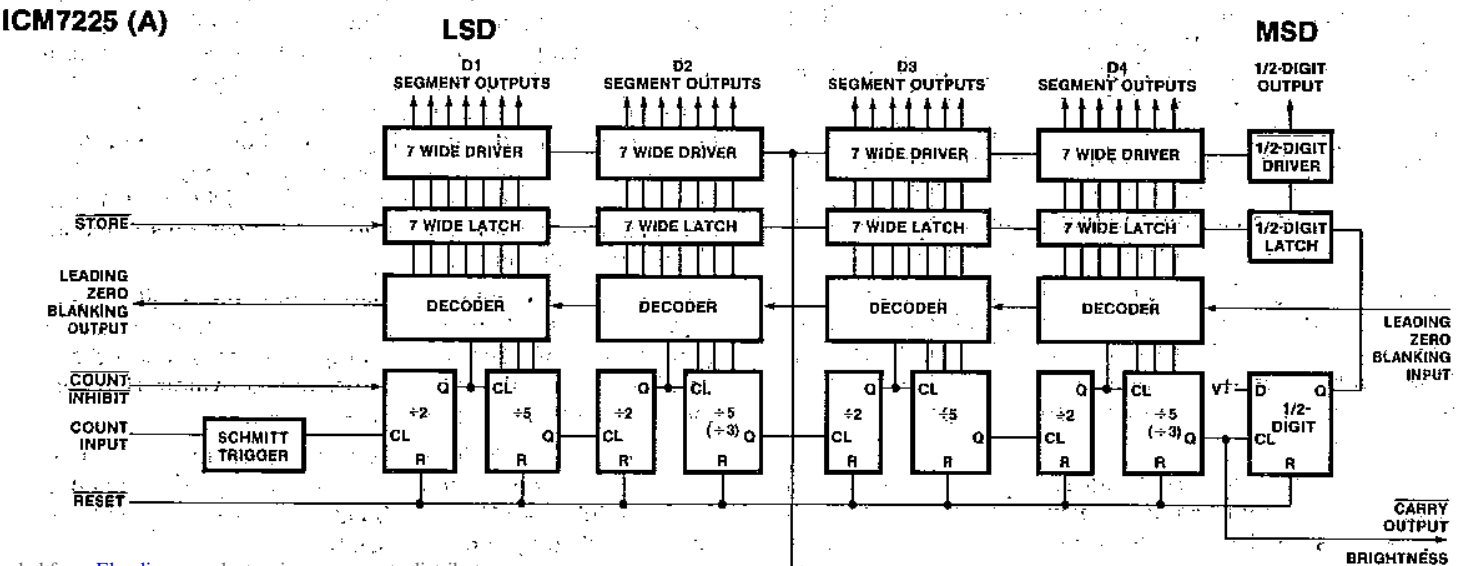 ICM7225 (A)
LSD
MSD
D1
SEGMENT OUTPUTS
D2
SEGMENT OUTPUTS
D3
SEGMENT OUTPUTS
D4
SEGMENT OUTPUTS
1/2-DIGIT
OUTPUT
7 WIDE DRIVER
7 WIDE DRIVER
7 WIDE DRIVER
7 WIDE DRIVER
1/2-DIGIT
DRIVER
STORE
7 WIDE LATCH
7 WIDE LATCH
7 WIDE LATCH
7 WIDE LATCH
1/2-DIGIT
LATCH
LEADING
ZERO
BLANKING
OUTPUT
DECODER
DECODER
DECODER
DECODER
LEADING
ZERO
BLANKING
INPUT
COUNT
INHIBIT
COUNT
INPUT
SCHMITT
TRIGGER
Q
÷2
CL
R
CL
÷5
Q
R
Q
÷2
CL
R
CL
÷5
(÷3)
Q
R
Q
÷2
CL
R
CL
÷5
Q
R
Q
÷2
CL
R
CL
÷5
(÷3)
Q
R
D
Q
1/2-
DIGIT
CL
R
RESET
CARRY
OUTPUT
BRIGHTNESS